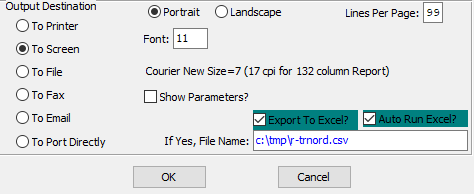 Output Destination
Portrait Landscape Lines Per Page: 99
To Printer
Font: 11
To Screen
To File
Courier New Size=7 (17 cpi for 132 column Report)
To Fax
Show Parameters?
To Email
Export To Excel? Auto Run Excel?
To Port Directly
If Yes, File Name: c:\tmp\r-trnord.csv
OK Cancel